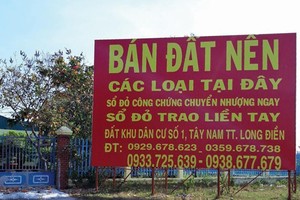 BÁN ĐẤT NỀN
CÁC LOẠI TẠI ĐÂY
SỔ ĐỎ CÔNG CHỨNG CHUYỂN NHƯỢNG NGAY
SỔ ĐỎ TRAO LIỀN TAY
ĐẤT KHU DÂN CƯ SỐ 1, TÂY NAM TT. LONG ĐIỀN
ĐT: 0929.678.623 - 0359.678.738
0933.725.639 - 0938.677.679